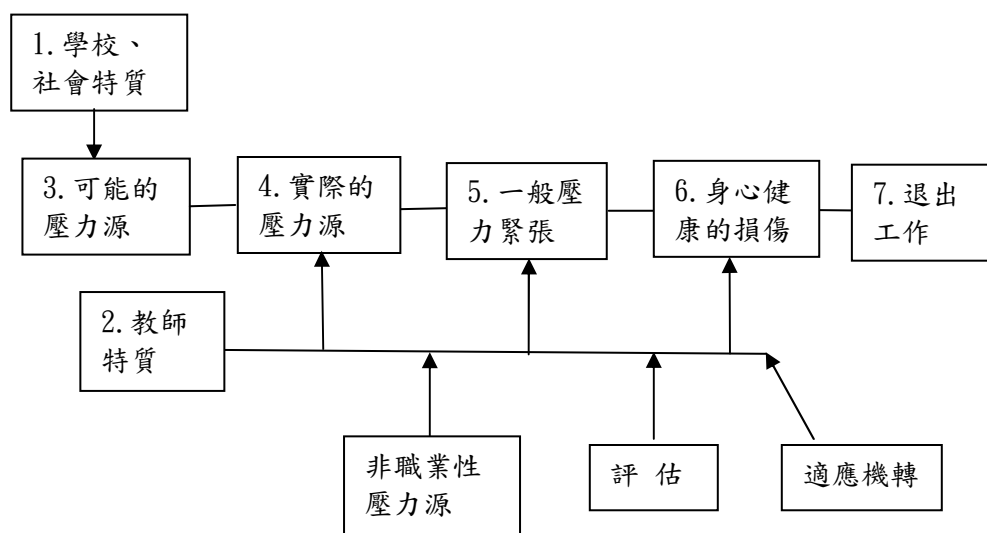 1.學校、
社會特質
3.可能的
壓力源
4.實際的
壓力源
5.一般壓
力緊張
6.身心健
康的損傷
7.退出
工作
2.教師
特質
非職業性
壓力源
評 估
適應機轉